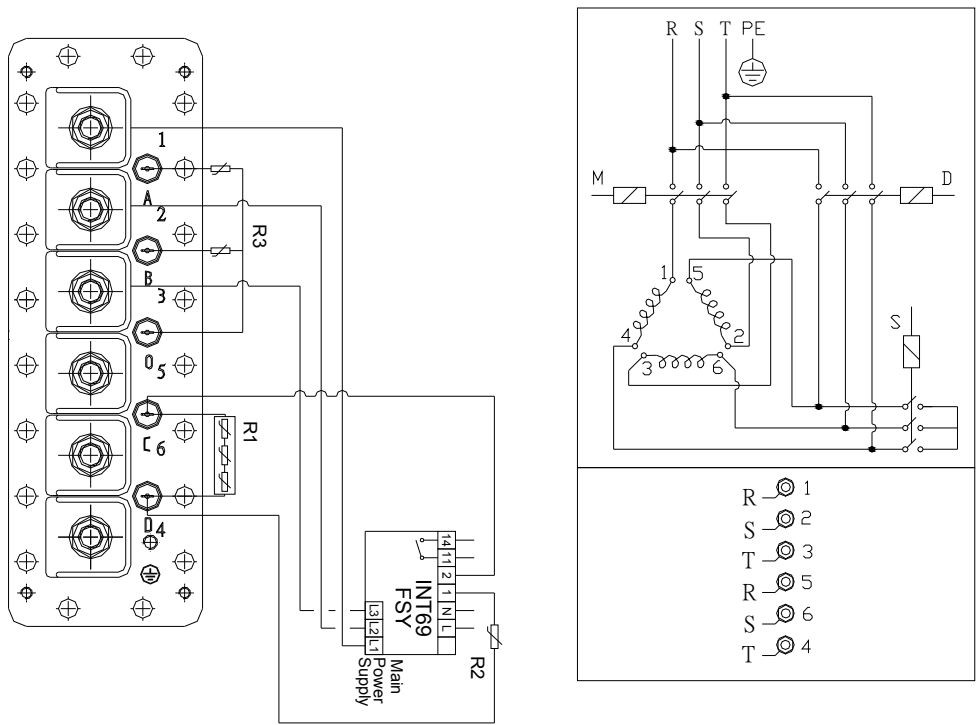 1
A
2
B
3
O
5
C
6
D
4
R3
R1
14
11
2
1
N
L
INT69
FSY
L3
L2
L1
Main
Power
Supply
R2
R S T PE
M
D
1 5
4 2
3 6
S
R 1
S 2
T 3
R 5
S 6
T 4